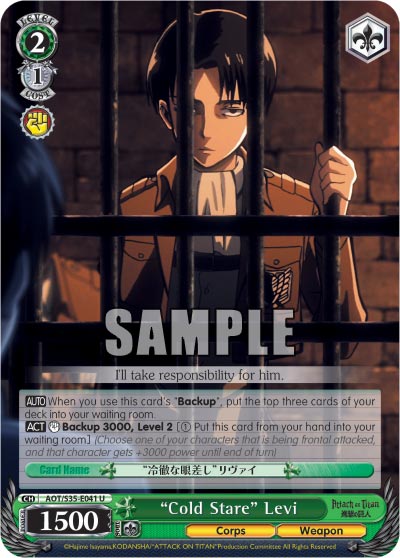 LEVEL
2
1
COST
SAMPLE
I'll take responsibility for him.
AUTO When you use this card's "Backup", put the top three cards of your
deck into your waiting room.
ACT Backup 3000, Level 2 [① Put this card from your hand into your
waiting room] (Choose one of your characters that is being frontal attacked,
and that character gets +3000 power until end of turn)
Card Name "冷徹な眼差し"リヴァイ
CH AOT/S35-E041 U
POWER 1500 SOUL "Cold Stare" Levi
Attack on Titan
進撃の巨人
Corps Weapon
©Hajime Isayama,KODANSHA/"ATTACK ON TITAN"Production Committee All Rights Reserved